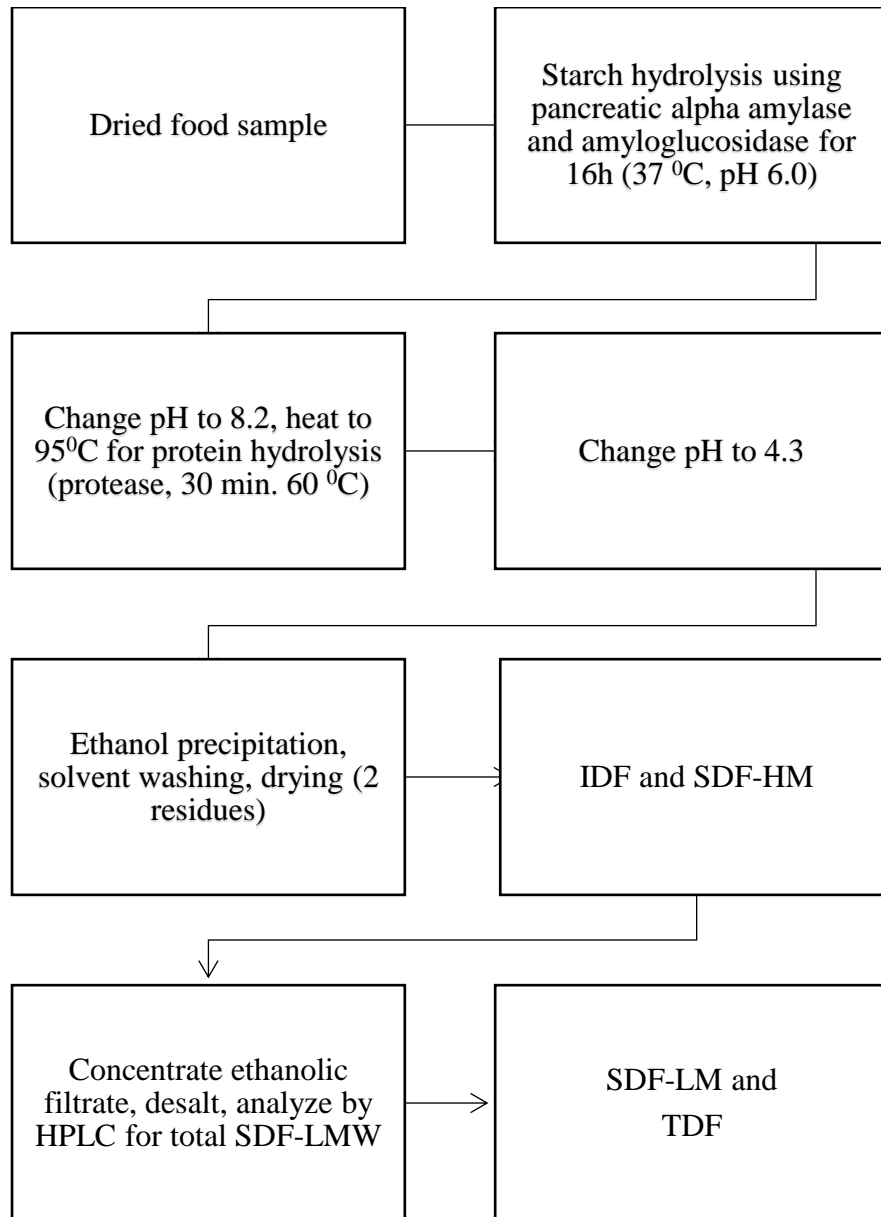 Dried food sample
Starch hydrolysis using
pancreatic alpha amylase
and amyloglucosidase for
16h (37 ⁰C, pH 6.0)
Change pH to 8.2, heat to
95⁰C for protein hydrolysis
(protease, 30 min. 60 ⁰C)
Change pH to 4.3
Ethanol precipitation,
solvent washing, drying (2
residues)
IDF and SDF-HM
Concentrate ethanolic
filtrate, desalt, analyze by
HPLC for total SDF-LMW
SDF-LM and
TDF